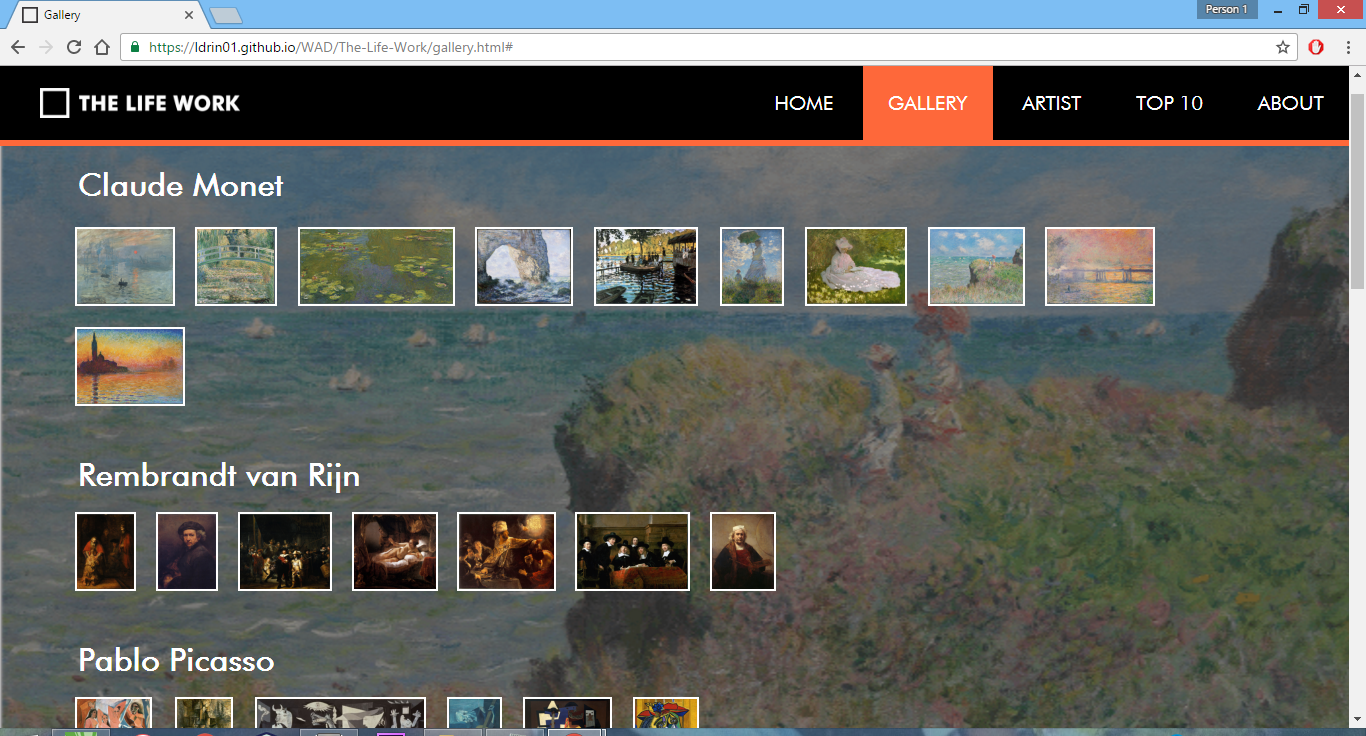 Gallery
Person 1
https://ldrin01.github.io/WAD/The-Life-Work/gallery.html#
THE LIFE WORK
HOME GALLERY ARTIST TOP 10 ABOUT
Claude Monet
Rembrandt van Rijn
Pablo Picasso